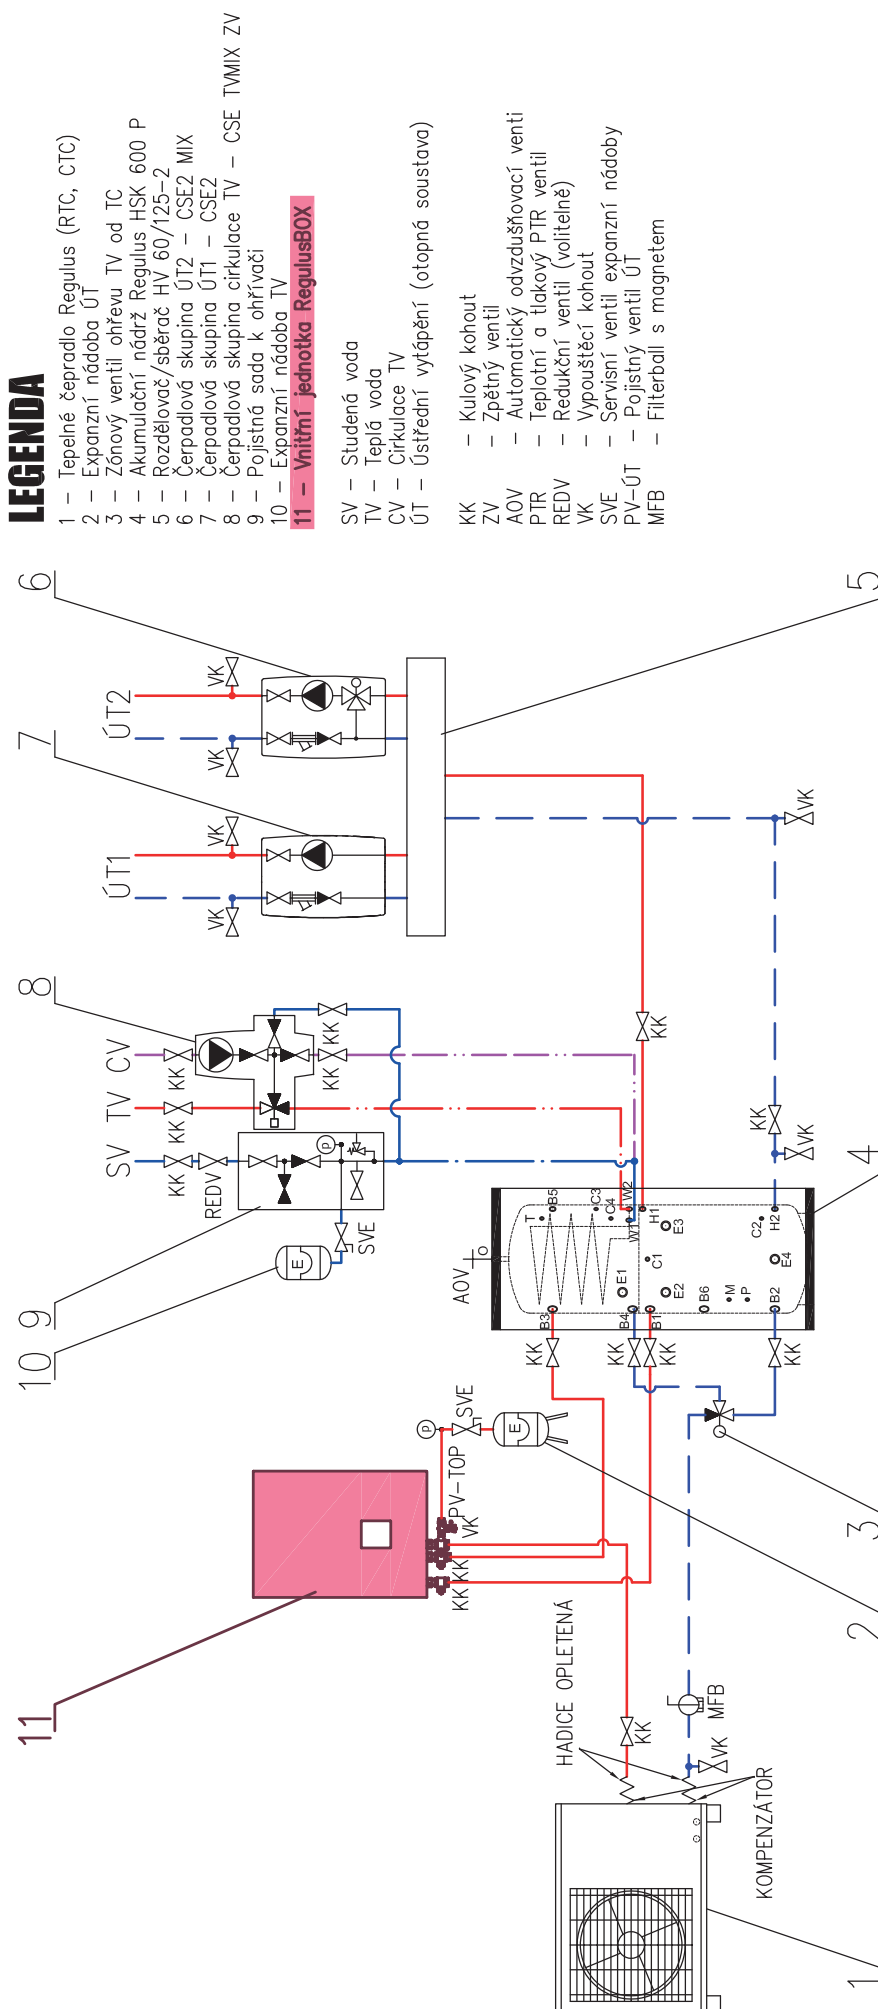 LEGENDA
1 – Tepelné čepradlo Regulus (RTC, CTC)
2 – Expanzní nádoba ÚT
3 – Zónový ventil ohřevu TV od TC
4 – Akumulační nádrž Regulus HSK 600 P
5 – Rozdělovač/sběrač HV 60/125-2
6 – Čerpadlová skupina ÚT2 – CSE2 MIX
7 – Čerpadlová skupina ÚT1 – CSE2
8 – Čerpadlová skupina cirkulace TV – CSE TVMIX ZV
9 – Pojistná sada k ohřívači
10 – Expanzní nádoba TV
11 – Vnitřní jednotka RegulusBOX
SV – Studená voda
TV – Teplá voda
CV – Cirkulace TV
ÚT – Ústřední vytápění (otopná soustava)
KK – Kulový kohout
ZV – Zpětný ventil
AOV – Automatický odvzdušňovací venti
PTR – Teplotní a tlakový PTR ventil
REDV – Redukční ventil (volitelně)
VK – Vypouštěcí kohout
SVE – Servisní ventil expanzní nádoby
PV-ÚT – Pojistný ventil ÚT
MFB – Filterball s magnetem
11
10
9
8
7
6
SV
TV
CV
ÚT1
ÚT2
KK
KK
KK
VK
VK
VK
VK
REDV
p
KK
KK
E
SVE
5
p
SVE
PV-TOP
VK
KK
KK
E
AOV
T
B5
C3
C4
W2
W1
H1
E3
C1
E1
E2
B3
B4
B1
B6
M
P
B2
C2
H2
E4
KK
KK
KK
KK
KK
KK
VK
VK
HADICE OPLETENÁ
KK
MFB
VK
KOMPENZÁTOR
1
2
3
4